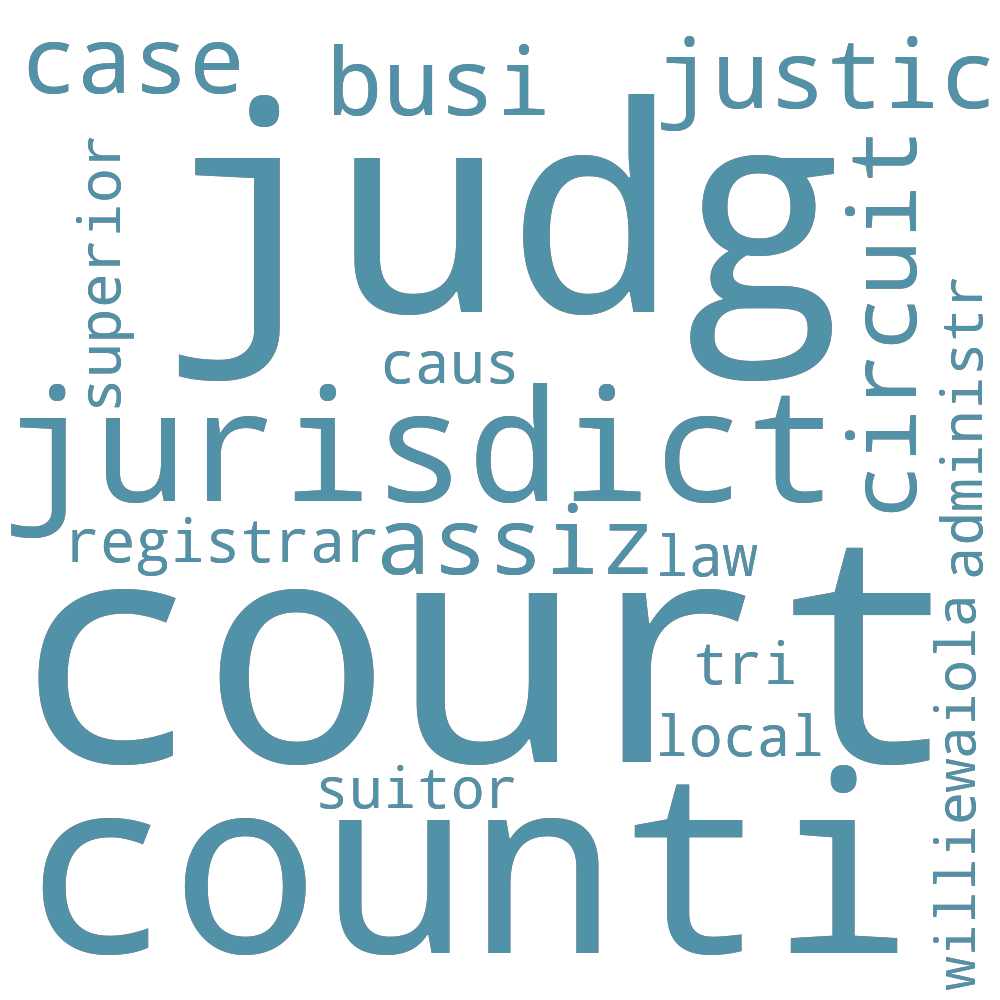 case
busi
justic
judg
superior
circuit
caus
administr
jurisdict
registrar
assiz
law
court
tri
local
williewaiola
suitor
counti